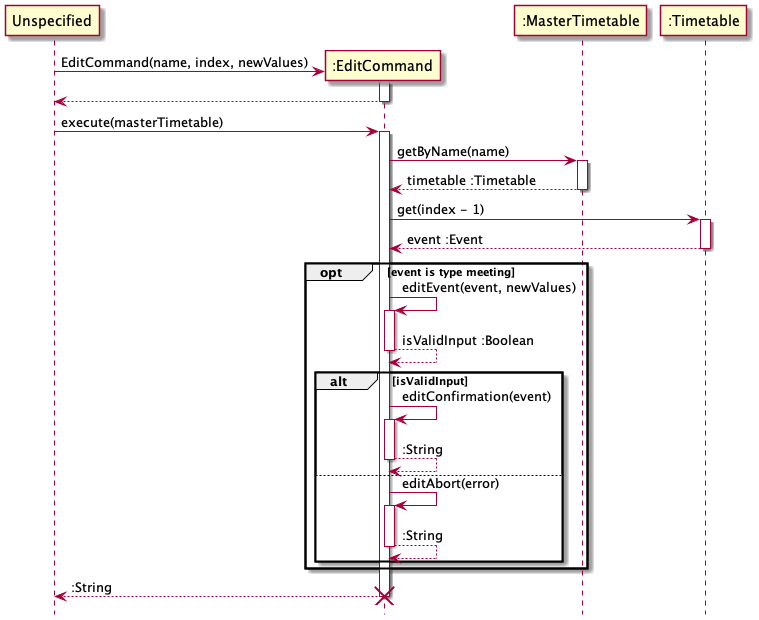 Unspecified
:MasterTimetable
:Timetable
EditCommand(name, index, newValues)
:EditCommand
execute(masterTimetable)
getByName(name)
timetable :Timetable
get(index - 1)
event :Event
opt [event is type meeting]
editEvent(event, newValues)
isValidInput :Boolean
alt [isValidInput]
editConfirmation(event)
:String
editAbort(error)
:String
:String